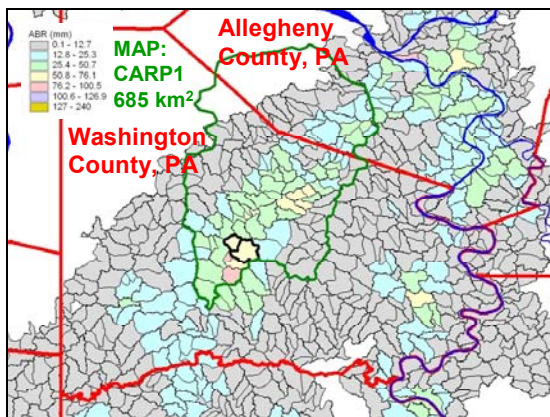 ABR (mm)
0.1 - 12.7
12.8 - 25.3
25.4 - 50.7
50.8 - 76.1
76.2 - 100.5
100.6 - 126.9
127 - 240
MAP:
CARP1
685 km²
Allegheny
County, PA
Washington
County, PA